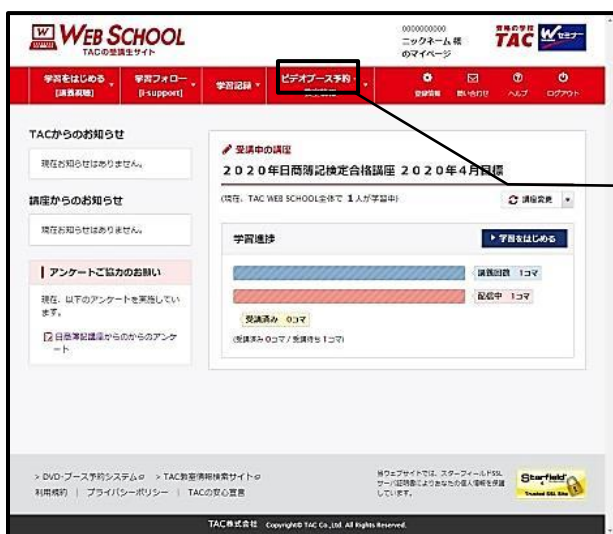 WEB SCHOOL
TACの受講生サイト
0000000000
ニックネーム 様
のマイページ
資格の学校
TAC
Wセミナー
学習をはじめる
[講義視聴]
学習フォロー
[i-support]
学習記録
ビデオブース予約・
登録情報
問い合わせ
ヘルプ
ログアウト
TACからのお知らせ
現在お知らせはありません。
講座からのお知らせ
現在お知らせはありません。
アンケートご協力のお願い
現在、以下のアンケートを実施してい
ます。
日商簿記講座からのからのアンケ
ート
受講中の講座
2020年日商簿記検定合格講座 2020年4月目標
(現在、TAC WEB SCHOOL全体で 1 人が学習中)
講座変更
学習進捗
学習をはじめる
講義回数 1コマ
配信中 1コマ
受講済み 0コマ
(受講済み 0コマ / 受講待ち 1コマ)
> DVD-ブース予約システム > TAC教室情報検索サイト
利用規約 | プライバシーポリシー | TACの安心宣言
当ウェブサイトでは、スターフィールドSSL
サーバ証明書によりあなたの個人情報を保護
しています。
Starfield
TAC株式会社 Copyright© TAC Co.,Ltd. All Rights Reserved.